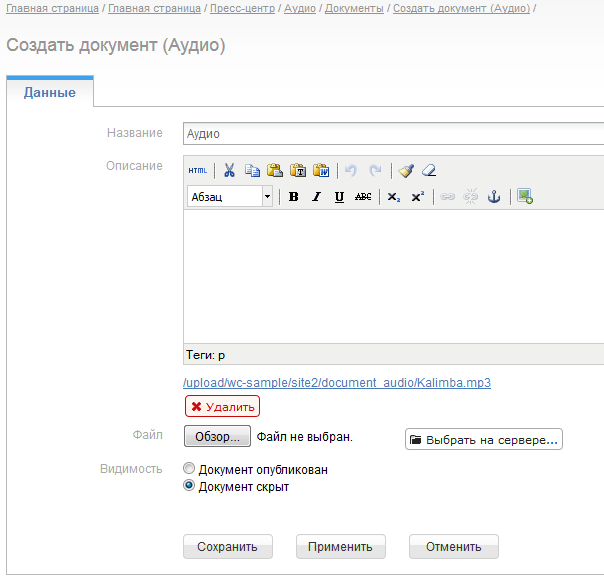 Главная страница / Главная страница / Пресс-центр / Аудио / Документы / Создать документ (Аудио) /
Создать документ (Аудио)
Данные
Название Аудио
Описание HTML
Абзац B I U ABC x₂ x²
Теги: p
/upload/wc-sample/site2/document_audio/Kalimba.mp3
Удалить
Файл Обзор... Файл не выбран. Выбрать на сервере...
Видимость Документ опубликован
Документ скрыт
Сохранить Применить Отменить